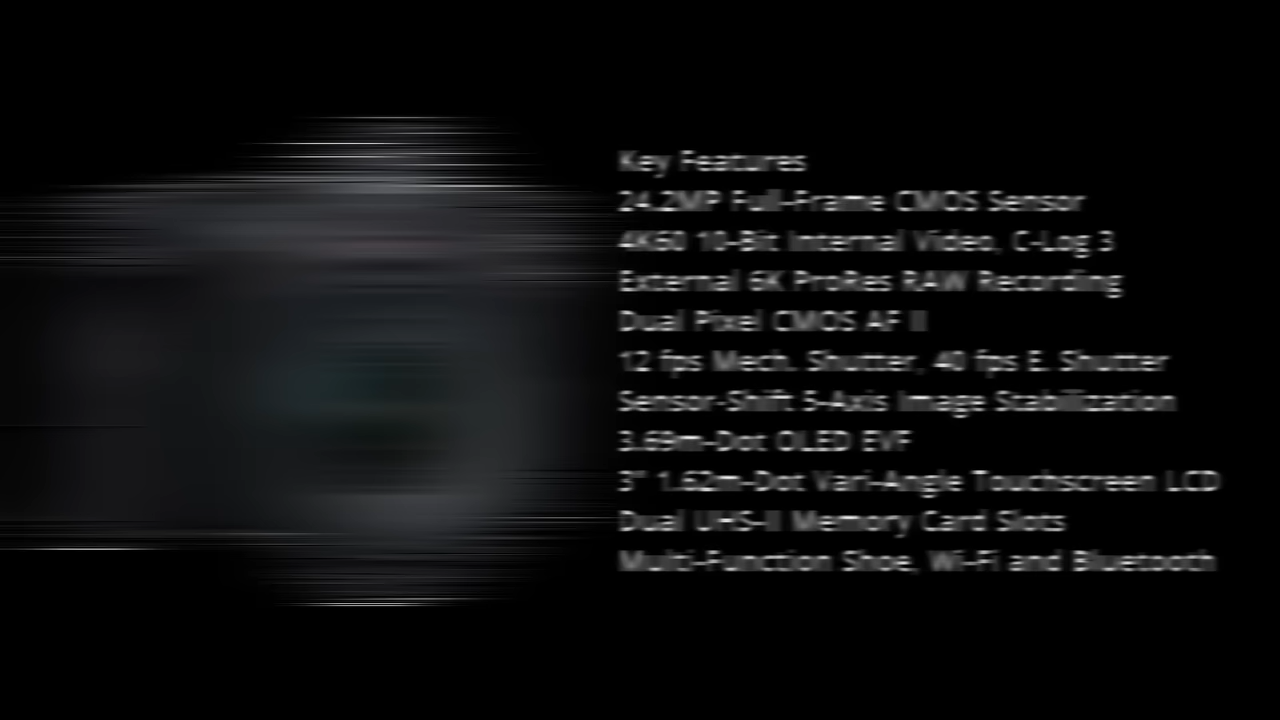 Key Features
24.2MP Full-Frame CMOS Sensor
4K60 10-Bit Internal Video, C-Log 3
External 6K ProRes RAW Recording
Dual Pixel CMOS AF II
12 fps Mech. Shutter, 40 fps E. Shutter
Sensor-Shift 5-Axis Image Stabilization
3.69m-Dot OLED EVF
3" 1.62m-Dot Vari-Angle Touchscreen LCD
Dual UHS-II Memory Card Slots
Multi-Function Shoe, Wi-Fi and Bluetooth